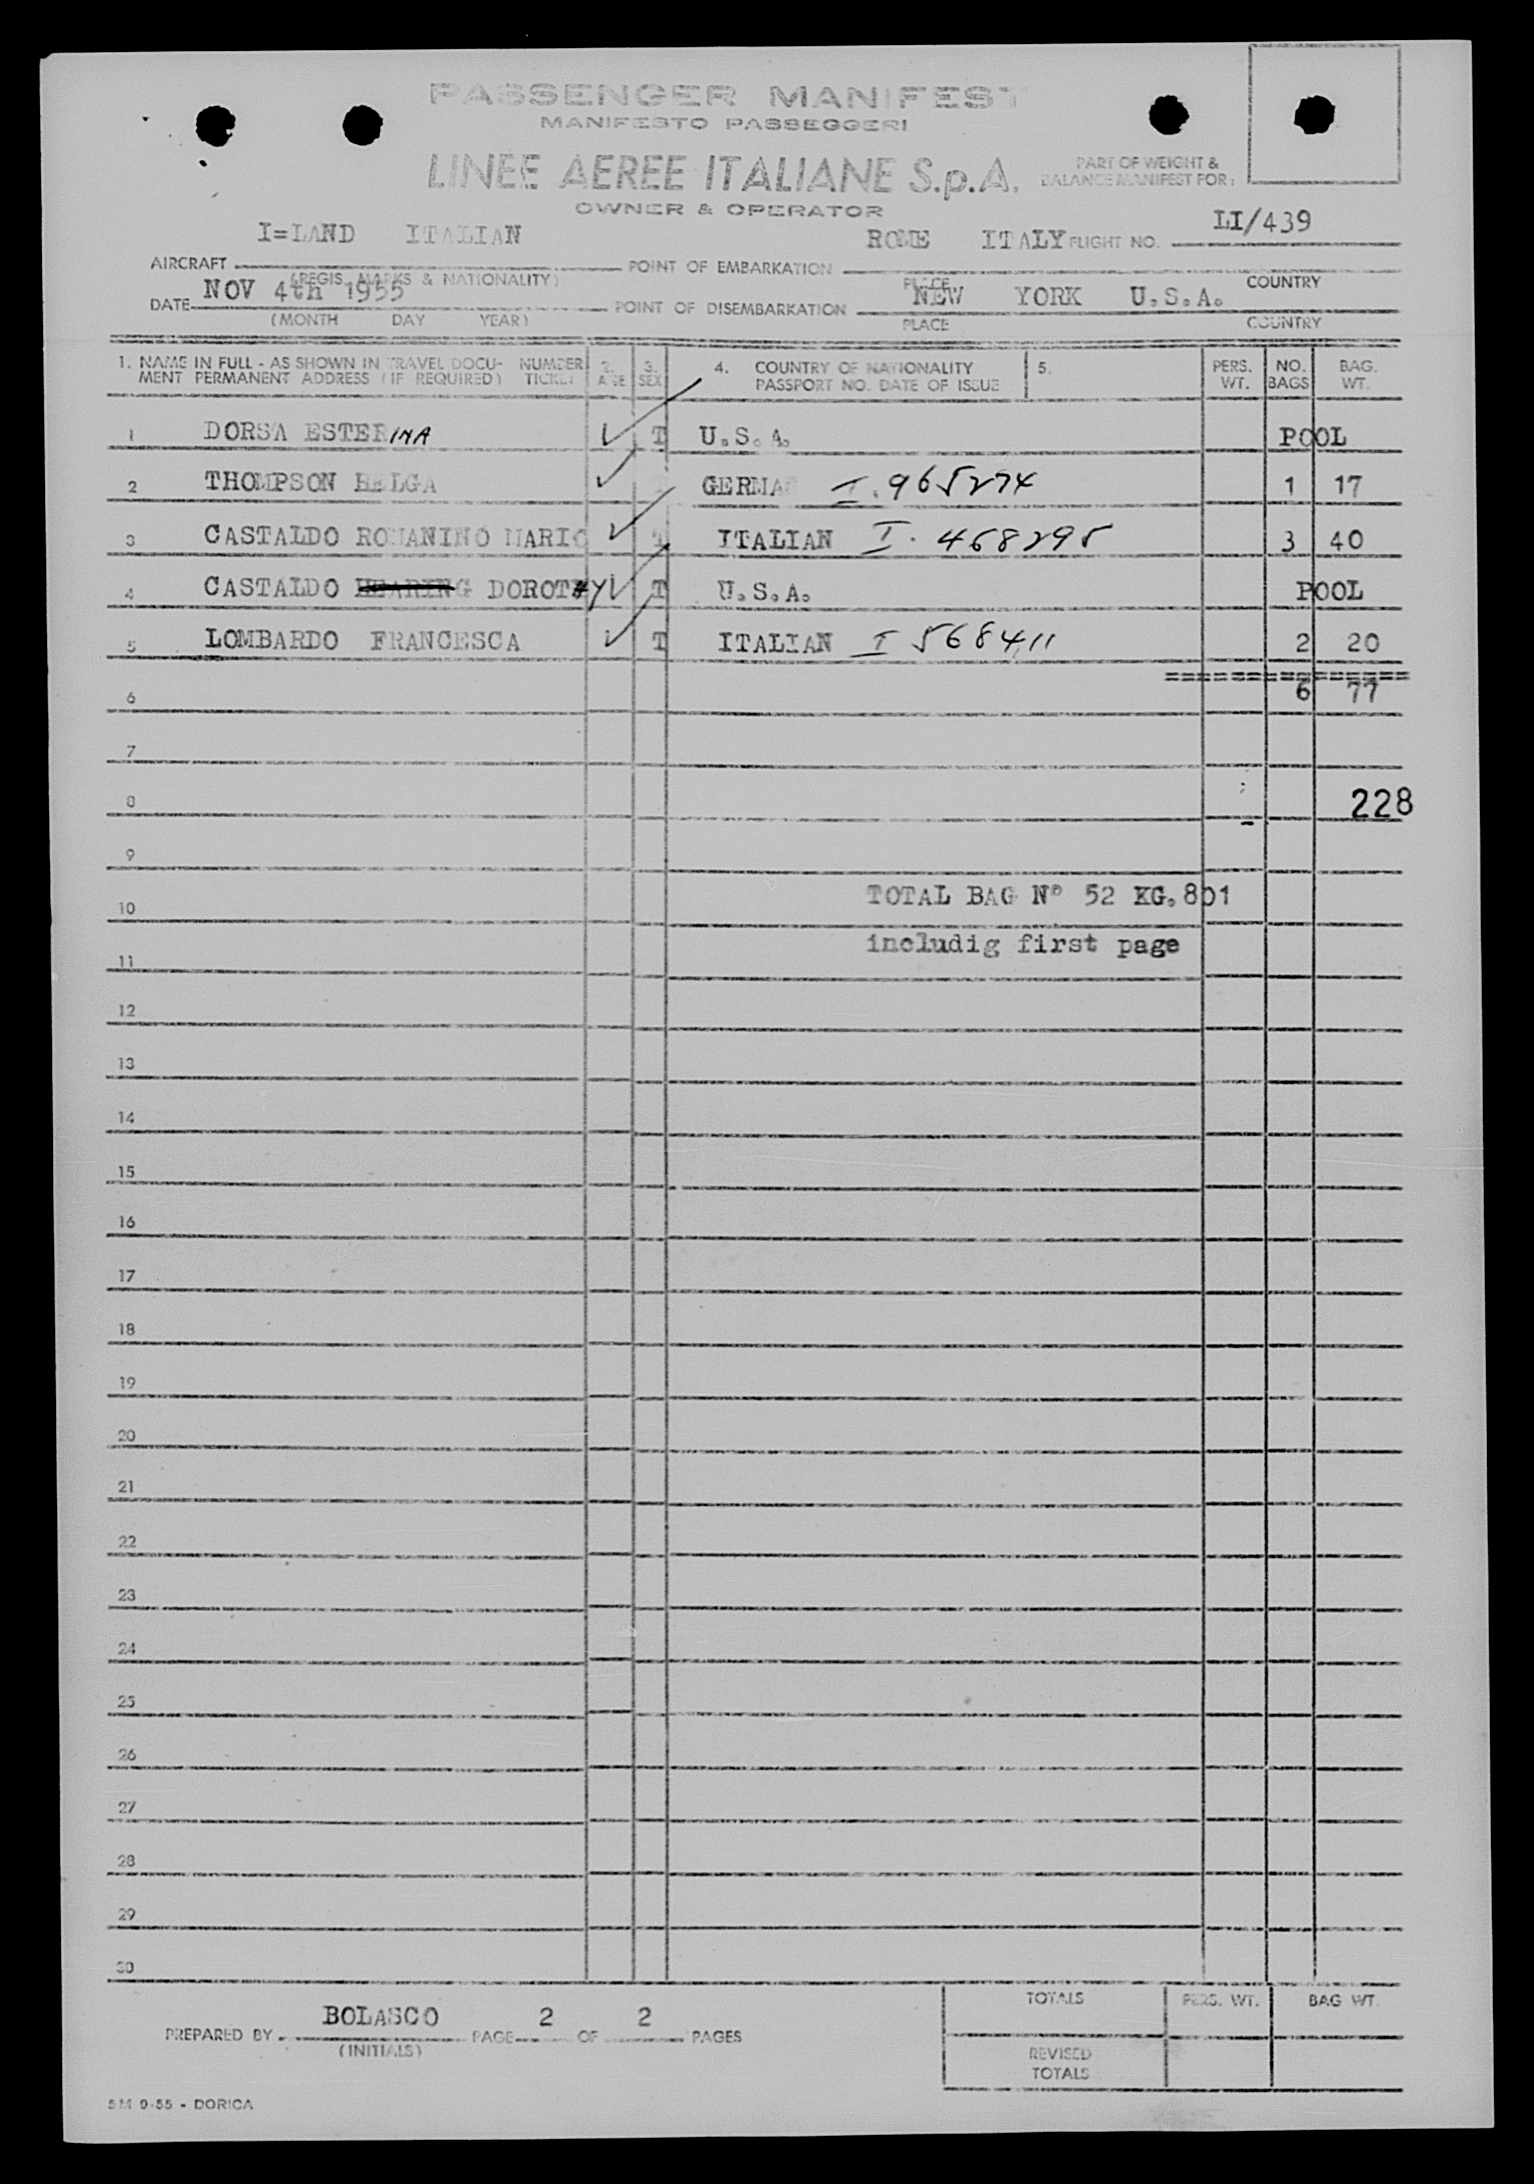 PASSENGER MANIFEST
MANIFESTO PASSEGGERI
LINEE AEREE ITALIANE S.p.A.
PART OF WEIGHT &
BALANCE MANIFEST FOR:
OWNER & OPERATOR
I=LAND ITALIAN ROME ITALY FLIGHT NO. LI/439
AIRCRAFT POINT OF EMBARKATION
(REGIS. MARKS & NATIONALITY) PLACE COUNTRY
DATE NOV 4th 1955 POINT OF DISEMBARKATION NEW YORK U.S.A.
(MONTH DAY YEAR) PLACE COUNTRY
1. NAME IN FULL - AS SHOWN IN TRAVEL DOCU- NUMBER 2. 3. 4. COUNTRY OF NATIONALITY 5. PERS. NO. BAG.
MENT PERMANENT ADDRESS (IF REQUIRED) TICKET AGE SEX PASSPORT NO. DATE OF ISSUE WT. BAGS WT.
1 DORSA ESTERINA ✓ T U.S.A. POOL
2 THOMPSON HELGA ✓ GERMA I.965274 1 17
3 CASTALDO ROMANINO MARIO ✓ T ITALIAN I. 468295 3 40
4 CASTALDO HEARING DOROTHY ✓ T U.S.A. POOL
5 LOMBARDO FRANCESCA ✓ T ITALIAN I 568411 2 20
==============
6 6 77
7
8 228
9
10 TOTAL BAG Nº 52 KG.801
11 includig first page
12
13
14
15
16
17
18
19
20
21
22
23
24
25
26
27
28
29
30
TOTALS PERS. WT. BAG WT.
PREPARED BY BOLASCO PAGE 2 OF 2 PAGES
(INITIALS)
REVISED
TOTALS
5M 9-55 - DORICA